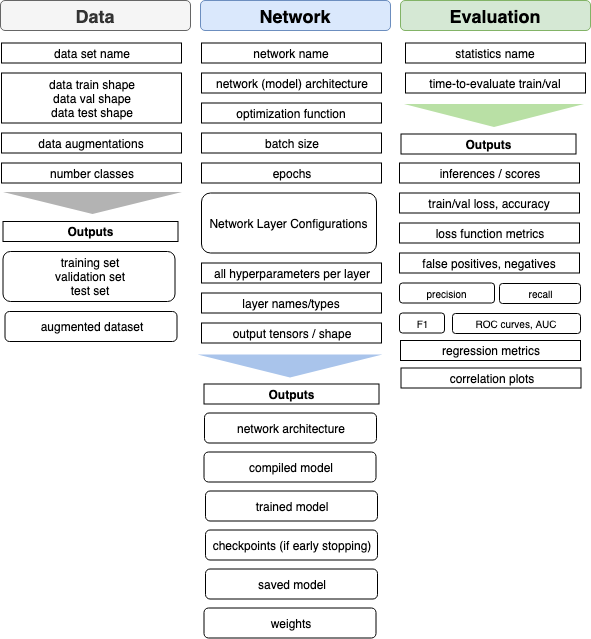 Data
data set name
data train shape
data val shape
data test shape
data augmentations
number classes
Outputs
training set
validation set
test set
augmented dataset
Network
network name
network (model) architecture
optimization function
batch size
epochs
Network Layer Configurations
all hyperparameters per layer
layer names/types
output tensors / shape
Outputs
network architecture
compiled model
trained model
checkpoints (if early stopping)
saved model
weights
Evaluation
statistics name
time-to-evaluate train/val
Outputs
inferences / scores
train/val loss, accuracy
loss function metrics
false positives, negatives
precision
recall
F1
ROC curves, AUC
regression metrics
correlation plots